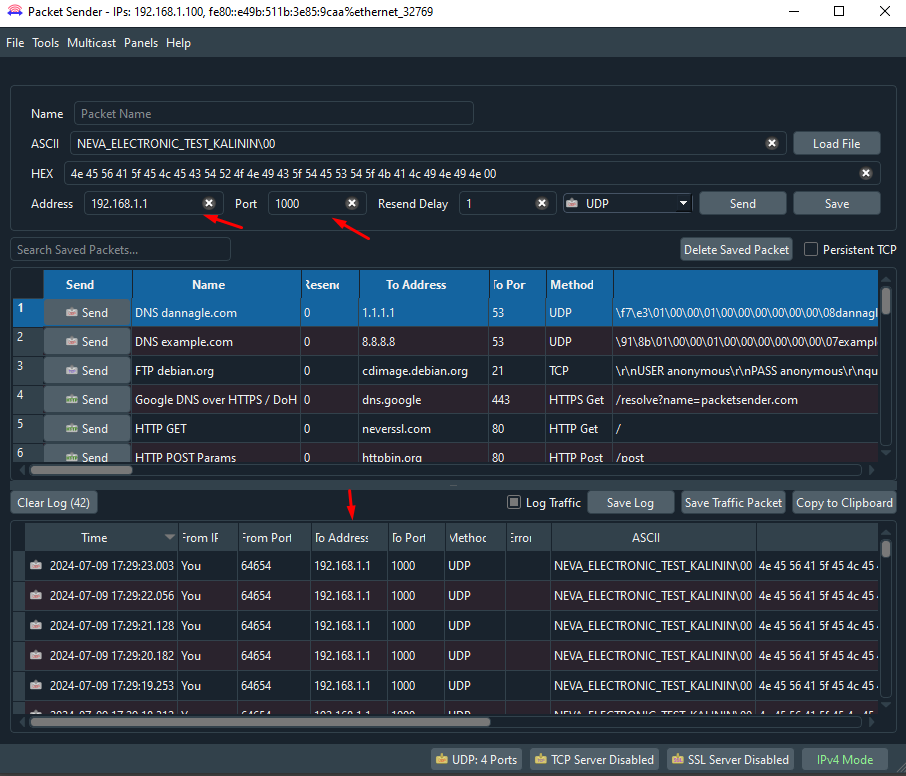 Packet Sender - IPs: 192.168.1.100, fe80::e49b:511b:3e85:9caa%ethernet_32769
File Tools Multicast Panels Help
Name Packet Name
ASCII NEVA_ELECTRONIC_TEST_KALININ\00 Load File
HEX 4e 45 56 41 5f 45 4c 45 43 54 52 4f 4e 49 43 5f 54 45 53 54 5f 4b 41 4c 49 4e 49 4e 00
Address 192.168.1.1 Port 1000 Resend Delay 1 UDP Send Save
Search Saved Packets... Delete Saved Packet Persistent TCP
Send Name Resend To Address To Por Method
1 Send DNS dannagle.com 0 1.1.1.1 53 UDP \f7\e3\01\00\00\01\00\00\00\00\00\00\08dannagl
2 Send DNS example.com 0 8.8.8.8 53 UDP \91\8b\01\00\00\01\00\00\00\00\00\00\07example
3 Send FTP debian.org 0 cdimage.debian.org 21 TCP \r\nUSER anonymous\r\nPASS anonymous\r\nqu
4 Send Google DNS over HTTPS / DoH 0 dns.google 443 HTTPS Get /resolve?name=packetsender.com
5 Send HTTP GET 0 neverssl.com 80 HTTP Get /
6 Send HTTP POST Params 0 httpbin.org 80 HTTP Post /post
Clear Log (42) Log Traffic Save Log Save Traffic Packet Copy to Clipboard
Time From IP From Port To Address To Port Methoc Error ASCII
2024-07-09 17:29:23.003 You 64654 192.168.1.1 1000 UDP NEVA_ELECTRONIC_TEST_KALININ\00 4e 45 56 41 5f 45 4c 45
2024-07-09 17:29:22.056 You 64654 192.168.1.1 1000 UDP NEVA_ELECTRONIC_TEST_KALININ\00 4e 45 56 41 5f 45 4c 45
2024-07-09 17:29:21.128 You 64654 192.168.1.1 1000 UDP NEVA_ELECTRONIC_TEST_KALININ\00 4e 45 56 41 5f 45 4c 45
2024-07-09 17:29:20.182 You 64654 192.168.1.1 1000 UDP NEVA_ELECTRONIC_TEST_KALININ\00 4e 45 56 41 5f 45 4c 45
2024-07-09 17:29:19.253 You 64654 192.168.1.1 1000 UDP NEVA_ELECTRONIC_TEST_KALININ\00 4e 45 56 41 5f 45 4c 45
UDP: 4 Ports TCP Server Disabled SSL Server Disabled IPv4 Mode